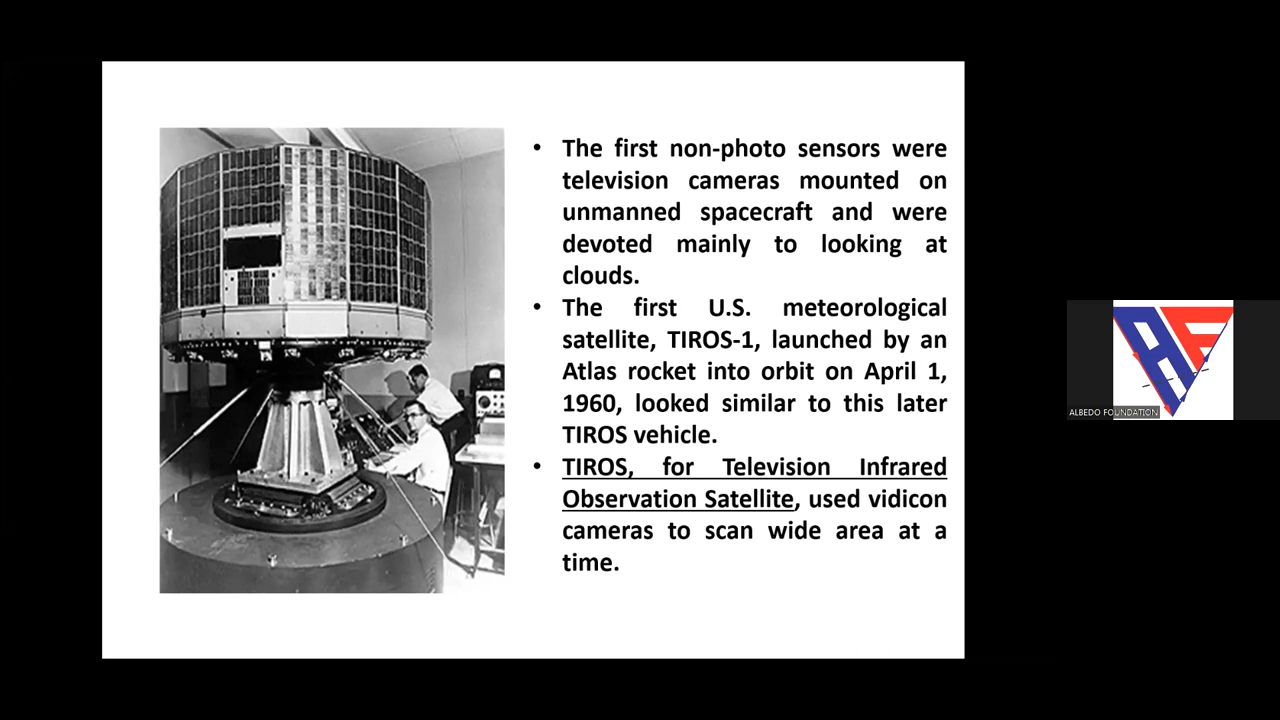 • The first non-photo sensors were
television cameras mounted on
unmanned spacecraft and were
devoted mainly to looking at
clouds.
• The first U.S. meteorological
satellite, TIROS-1, launched by an
Atlas rocket into orbit on April 1,
1960, looked similar to this later
TIROS vehicle.
• TIROS, for Television Infrared
Observation Satellite, used vidicon
cameras to scan wide area at a
time.
AF
ALBEDO FOUNDATION